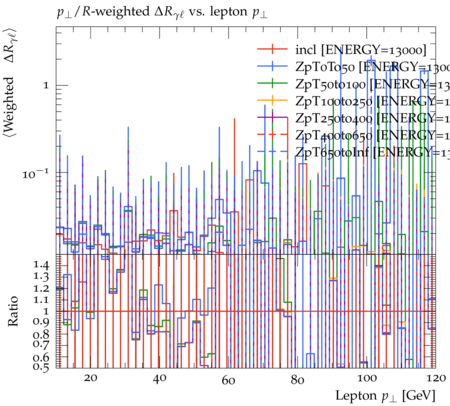 p⊥/R-weighted ΔRγℓ vs. lepton p⊥
⟨Weighted ΔRγℓ⟩
incl [ENERGY=13000]
ZpT0To50 [ENERGY=1300
ZpT50to100 [ENERGY=13
ZpT100to250 [ENERGY=1
ZpT250to400 [ENERGY=1
ZpT400to650 [ENERGY=1
ZpT650toInf [ENERGY=13
1
10⁻¹
Ratio
1.4
1.3
1.2
1.1
1
0.9
0.8
0.7
0.6
0.5
20 40 60 80 100 120
Lepton p⊥ [GeV]